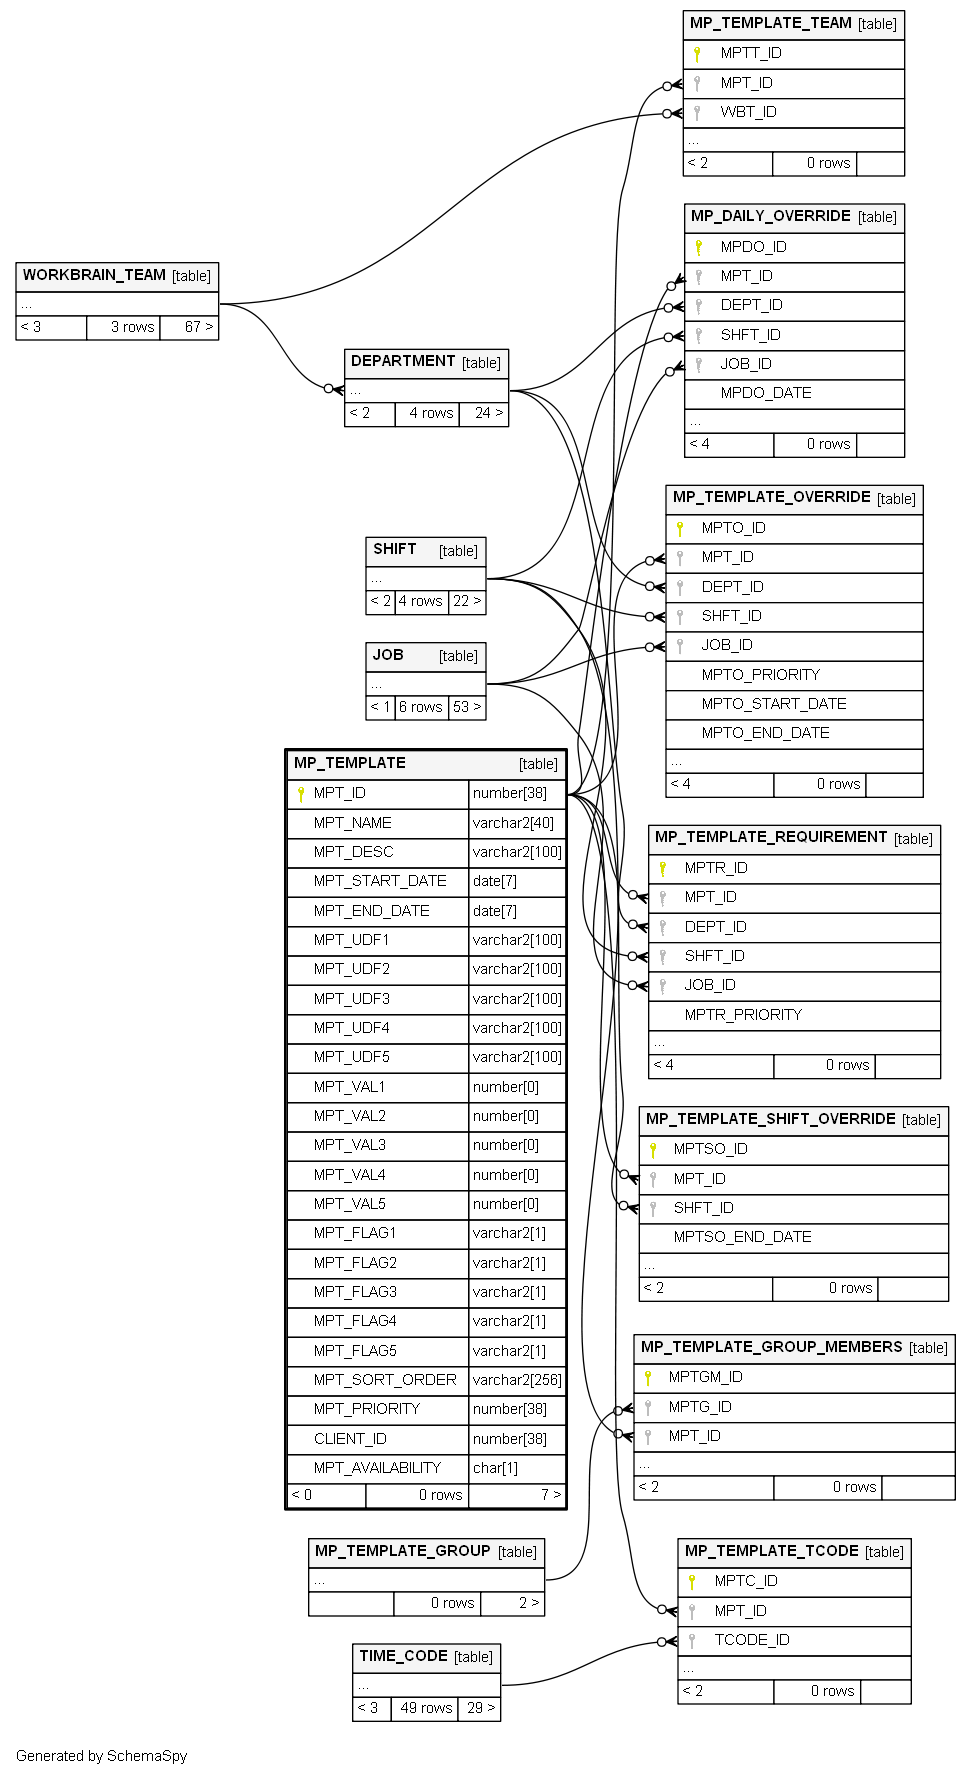 MP_TEMPLATE_TEAM [table]
MPTT_ID
MPT_ID
WBT_ID
...
< 2 0 rows
MP_DAILY_OVERRIDE [table]
MPDO_ID
MPT_ID
DEPT_ID
SHFT_ID
JOB_ID
MPDO_DATE
...
< 4 0 rows
WORKBRAIN_TEAM [table]
...
< 3 3 rows 67 >
DEPARTMENT [table]
...
< 2 4 rows 24 >
MP_TEMPLATE_OVERRIDE [table]
MPTO_ID
MPT_ID
DEPT_ID
SHFT_ID
JOB_ID
MPTO_PRIORITY
MPTO_START_DATE
MPTO_END_DATE
...
< 4 0 rows
SHIFT [table]
...
< 2 4 rows 22 >
JOB [table]
...
< 1 6 rows 53 >
MP_TEMPLATE [table]
MPT_ID number[38]
MPT_NAME varchar2[40]
MPT_DESC varchar2[100]
MPT_START_DATE date[7]
MPT_END_DATE date[7]
MPT_UDF1 varchar2[100]
MPT_UDF2 varchar2[100]
MPT_UDF3 varchar2[100]
MPT_UDF4 varchar2[100]
MPT_UDF5 varchar2[100]
MPT_VAL1 number[0]
MPT_VAL2 number[0]
MPT_VAL3 number[0]
MPT_VAL4 number[0]
MPT_VAL5 number[0]
MPT_FLAG1 varchar2[1]
MPT_FLAG2 varchar2[1]
MPT_FLAG3 varchar2[1]
MPT_FLAG4 varchar2[1]
MPT_FLAG5 varchar2[1]
MPT_SORT_ORDER varchar2[256]
MPT_PRIORITY number[38]
CLIENT_ID number[38]
MPT_AVAILABILITY char[1]
< 0 0 rows 7 >
MP_TEMPLATE_REQUIREMENT [table]
MPTR_ID
MPT_ID
DEPT_ID
SHFT_ID
JOB_ID
MPTR_PRIORITY
...
< 4 0 rows
MP_TEMPLATE_SHIFT_OVERRIDE [table]
MPTSO_ID
MPT_ID
SHFT_ID
MPTSO_END_DATE
...
< 2 0 rows
MP_TEMPLATE_GROUP_MEMBERS [table]
MPTGM_ID
MPTG_ID
MPT_ID
...
< 2 0 rows
MP_TEMPLATE_GROUP [table]
...
0 rows 2 >
MP_TEMPLATE_TCODE [table]
MPTC_ID
MPT_ID
TCODE_ID
...
< 2 0 rows
TIME_CODE [table]
...
< 3 49 rows 29 >
Generated by SchemaSpy